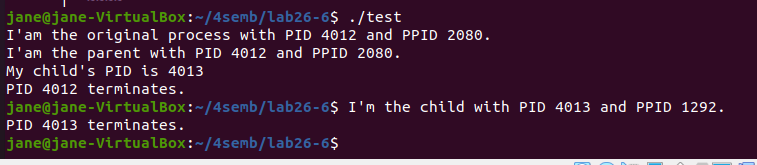 jane@jane-VirtualBox:~/4semb/lab26-6$ ./test
I'am the original process with PID 4012 and PPID 2080.
I'am the parent with PID 4012 and PPID 2080.
My child's PID is 4013
PID 4012 terminates.
jane@jane-VirtualBox:~/4semb/lab26-6$ I'm the child with PID 4013 and PPID 1292.
PID 4013 terminates.
jane@jane-VirtualBox:~/4semb/lab26-6$